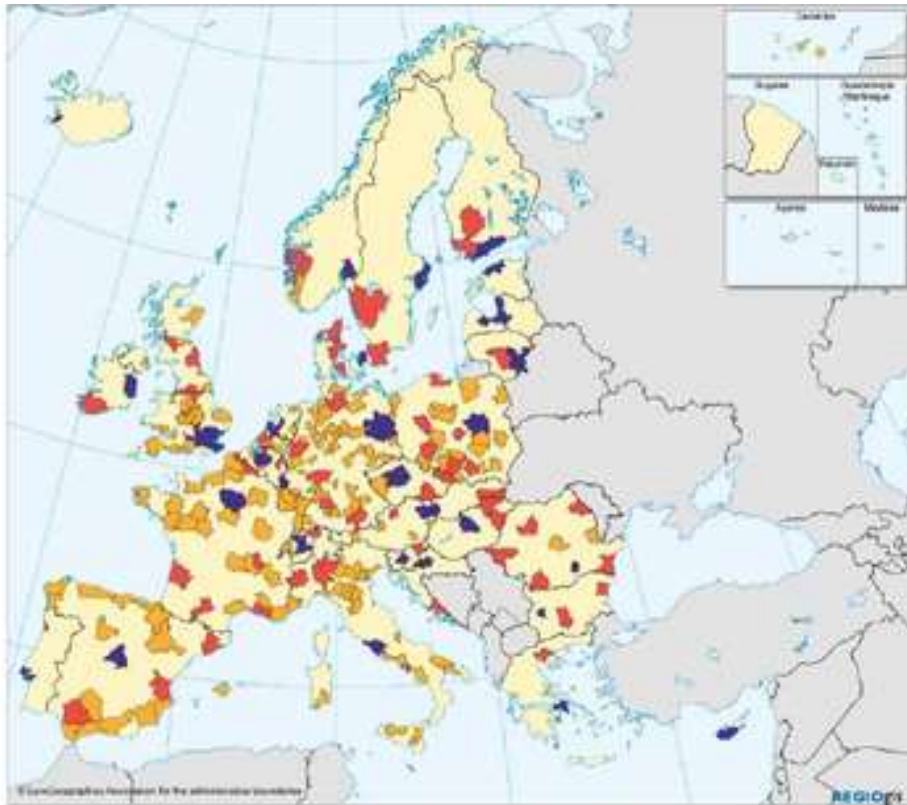 Canarias
Guyane
Guadeloupe
Martinique
Réunion
Açores
Madeira
© EuroGeographics Association for the administrative boundaries
REGIOgis